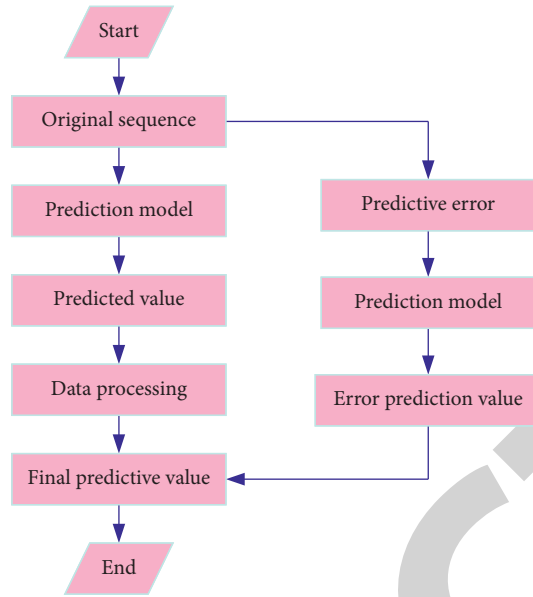 Start
Original sequence
Prediction model
Predicted value
Data processing
Final predictive value
End
Predictive error
Prediction model
Error prediction value